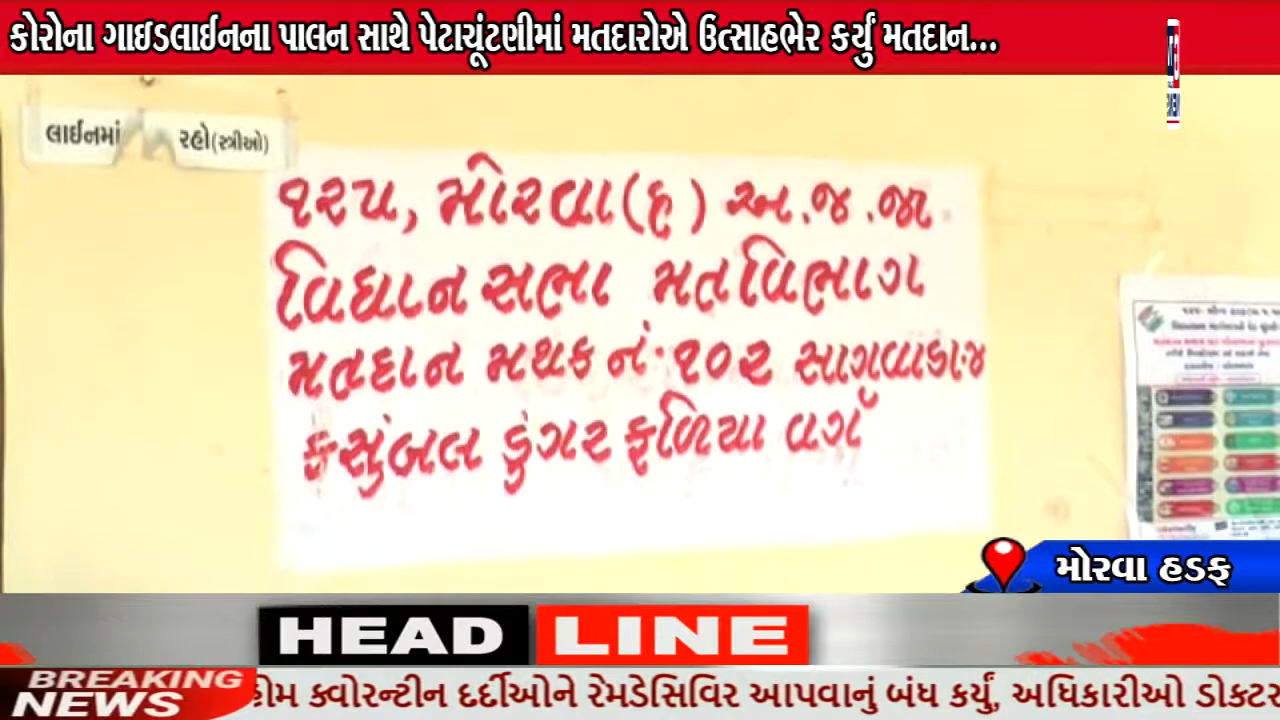 કોરોના ગાઇડલાઈનના પાલન સાથે પેટાચૂંટણીમાં મતદારોએ ઉત્સાહભેર કર્યું મતદાન...
લાઈનમાં રહો(સ્ત્રીઓ)
૧૨૫, મોરવા(હ) અ.જ.જા.
વિધાનસભા મતવિભાગ
મતદાન મથક નં.૧૦૨ સાગવાડા.જ
કસુંબલ ડુંગર ફળિયા વર્ગ
મોરવા હડફ
HEAD LINE
BREAKING NEWS
હોમ ક્વોરન્ટીન દર્દીઓને રેમડેસિવિર આપવાનું બંધ કર્યું, અધિકારીઓ ડોક્ટર